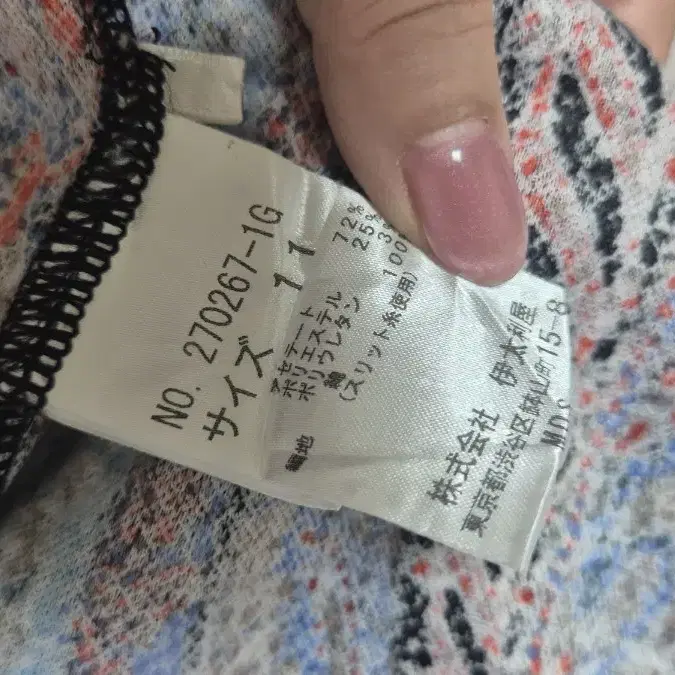 NO. 270267-1G
サイズ 11
アセテート 72%
ポリエステル 25%
ポリウレタン 3%
綿 100
(スリット糸使用)
編地
株式会社 伊太利屋
東京都渋谷区鉢山町15-8